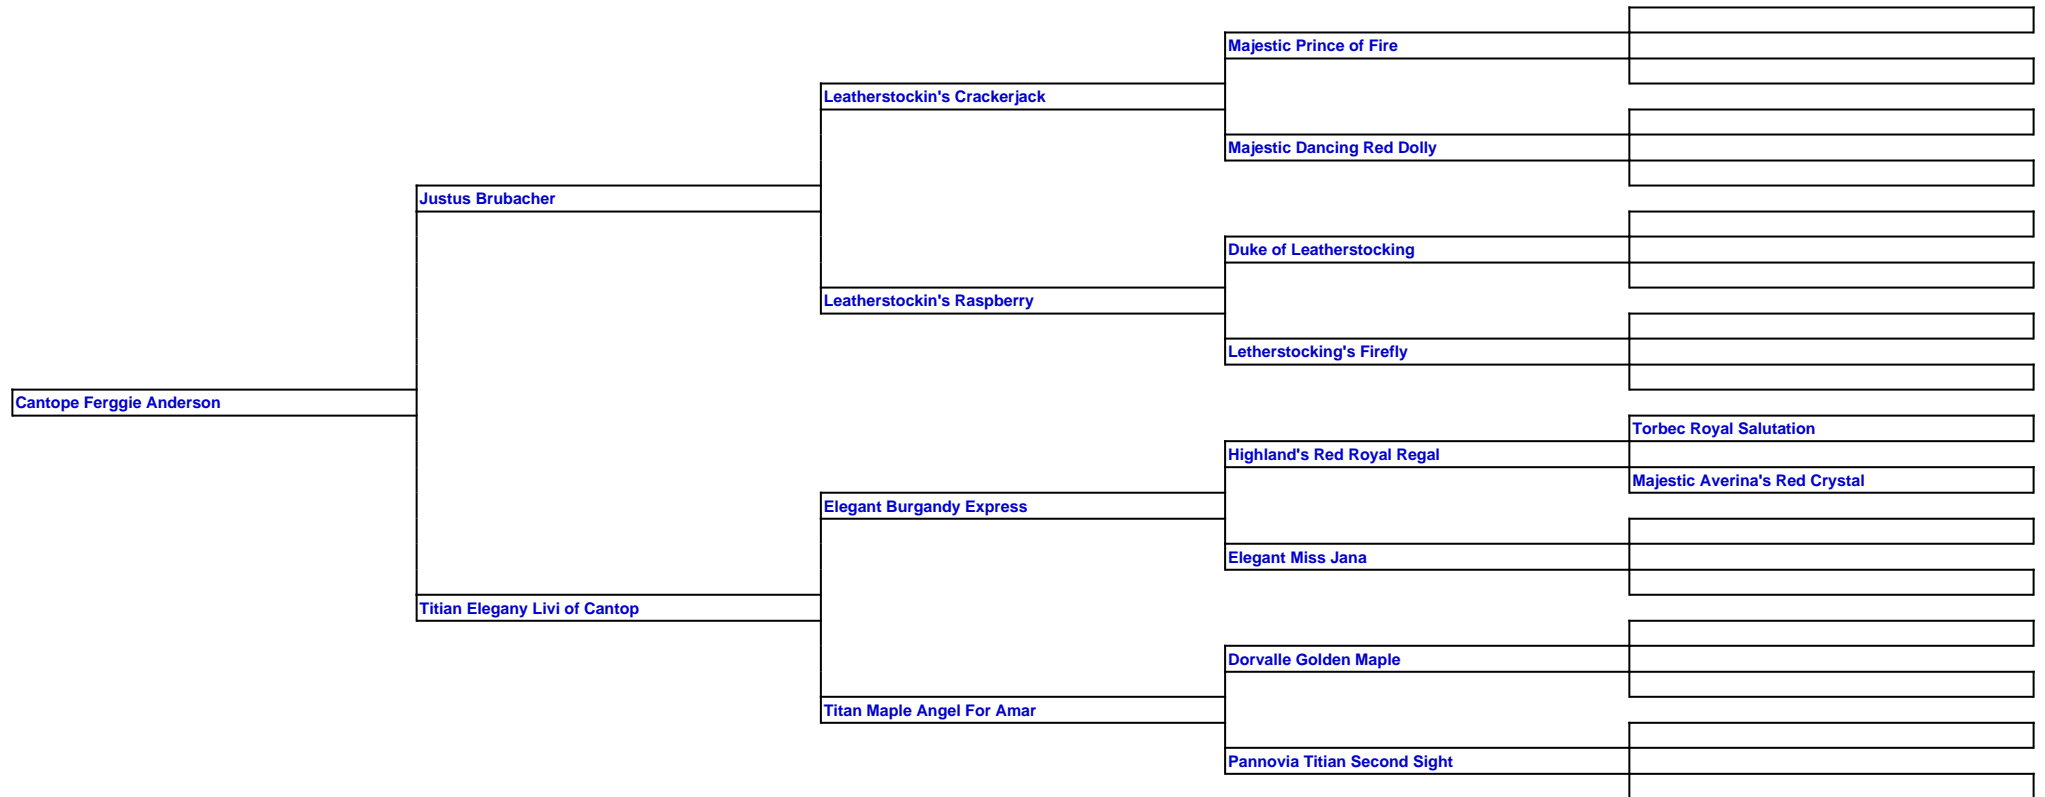 Majestic Prince of Fire
Leatherstockin's Crackerjack
Majestic Dancing Red Dolly
Justus Brubacher
Duke of Leatherstocking
Leatherstockin's Raspberry
Letherstocking's Firefly
Cantope Ferggie Anderson
Torbec Royal Salutation
Highland's Red Royal Regal
Majestic Averina's Red Crystal
Elegant Burgandy Express
Elegant Miss Jana
Titian Elegany Livi of Cantop
Dorvalle Golden Maple
Titan Maple Angel For Amar
Pannovia Titian Second Sight